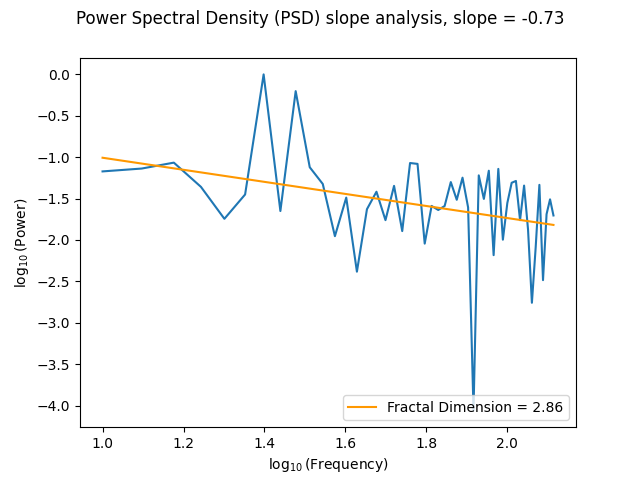 Power Spectral Density (PSD) slope analysis, slope = -0.73
0.0
−0.5
−1.0
−1.5
−2.0
−2.5
−3.0
−3.5
−4.0
log₁₀(Power)
Fractal Dimension = 2.86
1.0 1.2 1.4 1.6 1.8 2.0
log₁₀(Frequency)